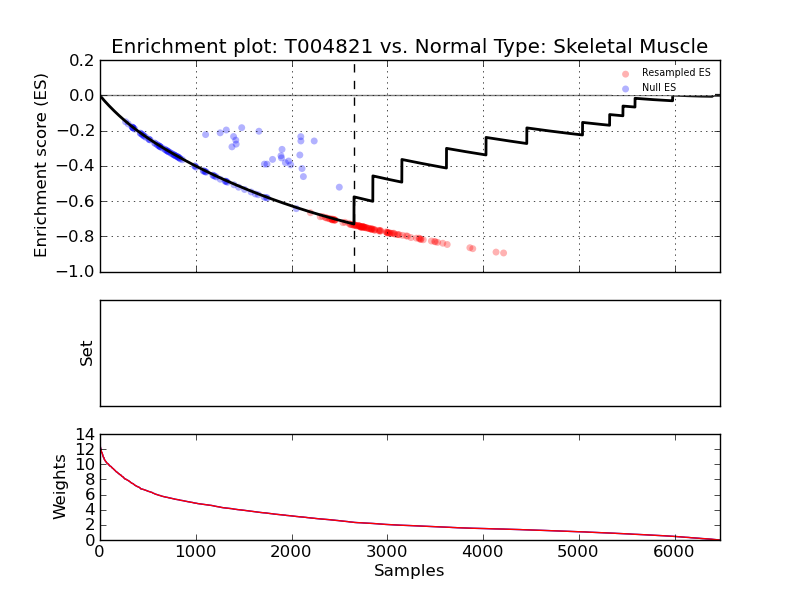 Enrichment plot: T004821 vs. Normal Type: Skeletal Muscle
Enrichment score (ES)
0.2
0.0
−0.2
−0.4
−0.6
−0.8
−1.0
Resampled ES
Null ES
Set
Weights
14
12
10
8
6
4
2
0
0 1000 2000 3000 4000 5000 6000
Samples